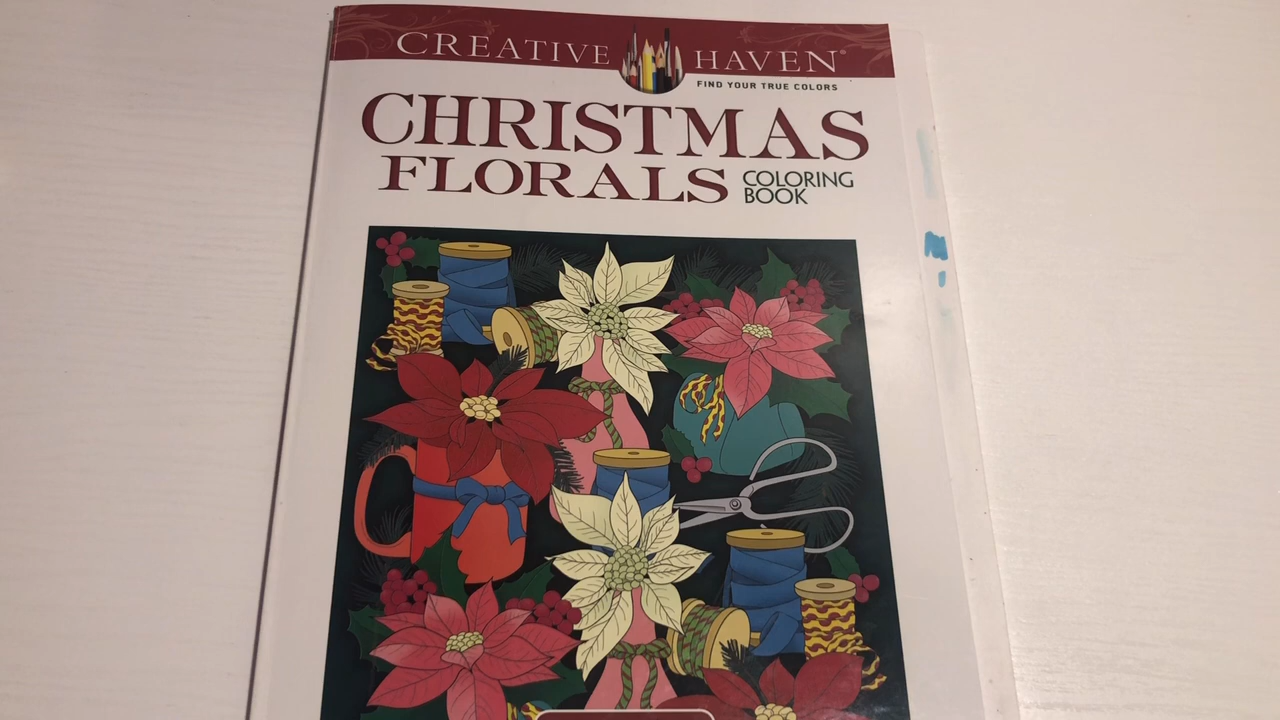 CREATIVE HAVEN®
FIND YOUR TRUE COLORS
CHRISTMAS
FLORALS COLORING
BOOK